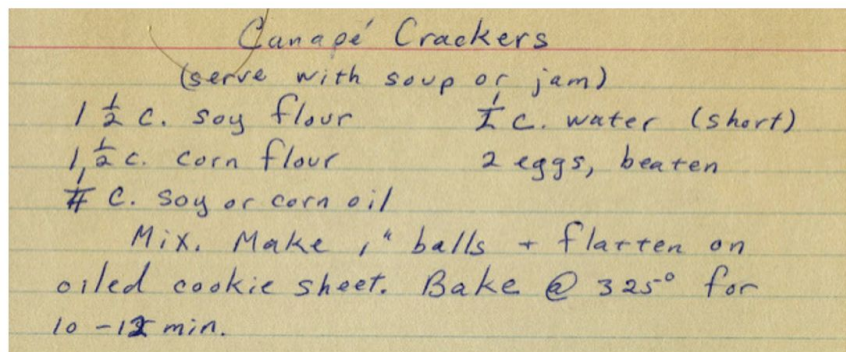 Canapé Crackers
(serve with soup or jam)
1 1/2 c. soy flour 1/2 c. water (short)
1 1/2 c. corn flour 2 eggs, beaten
1/4 c. soy or corn oil
Mix. Make 1" balls + flatten on
oiled cookie sheet. Bake @ 325° for
10-12 min.